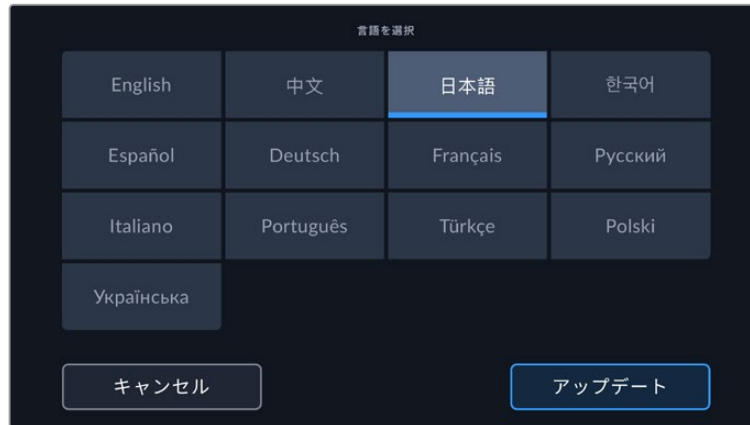 言語を選択
English 中文 日本語 한국어
Español Deutsch Français Русский
Italiano Português Türkçe Polski
Українська
キャンセル アップデート